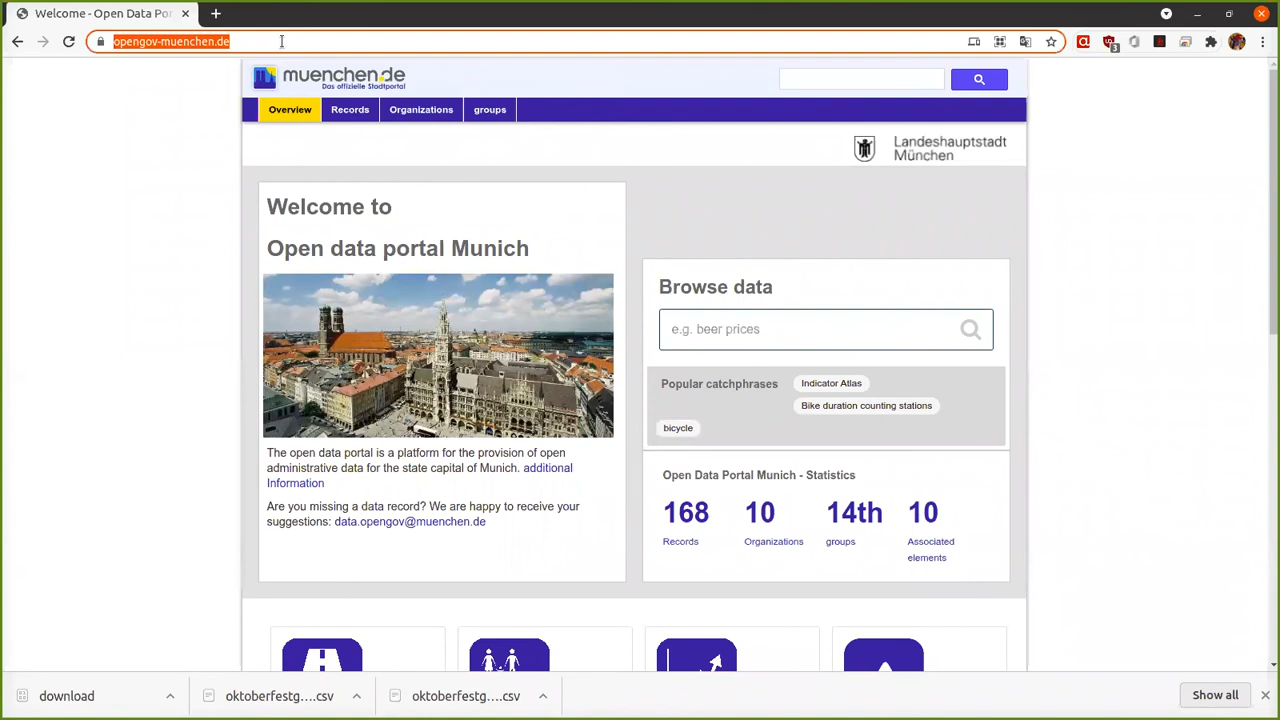 Welcome - Open Data Por
opengov-muenchen.de
3
muenchen.de
Das offizielle Stadtportal
Overview
Records
Organizations
groups
Landeshauptstadt
München
Welcome to
Open data portal Munich
The open data portal is a platform for the provision of open
administrative data for the state capital of Munich. additional
Information
Are you missing a data record? We are happy to receive your
suggestions: data.opengov@muenchen.de
Browse data
e.g. beer prices
Popular catchphrases
Indicator Atlas
Bike duration counting stations
bicycle
Open Data Portal Munich - Statistics
168
10
14th
10
Records
Organizations
groups
Associated
elements
download
oktoberfestg....csv
oktoberfestg....csv
Show all